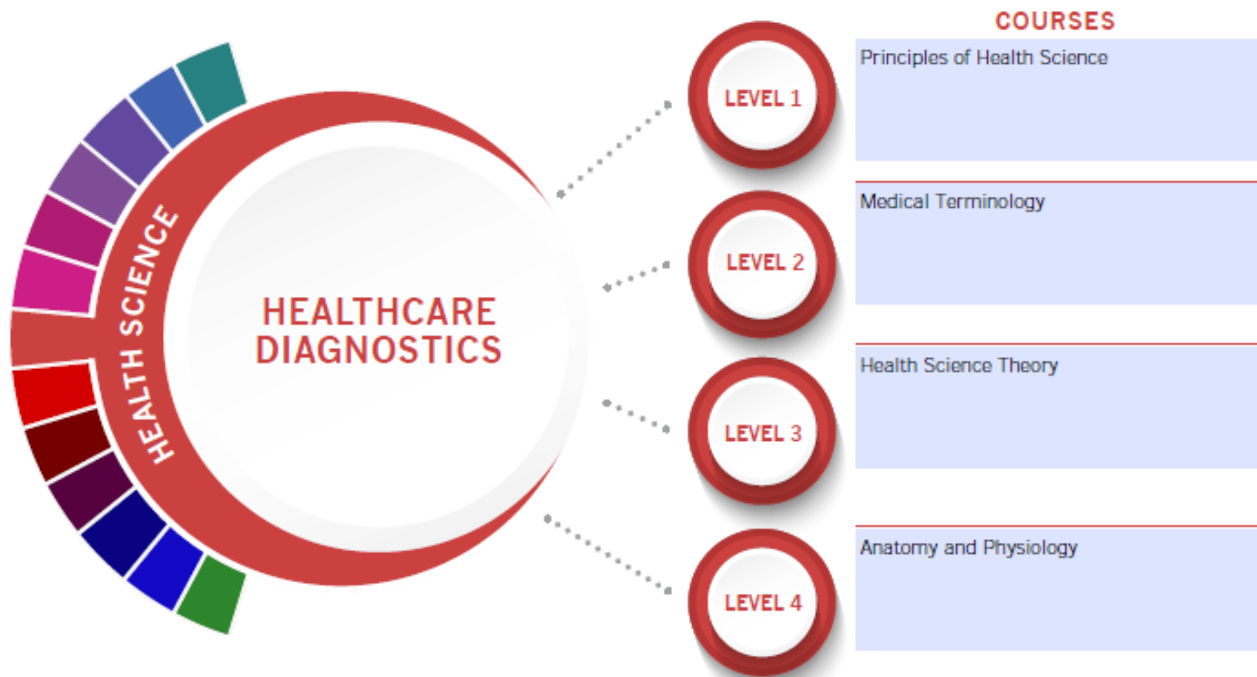 COURSES
LEVEL 1
Principles of Health Science
LEVEL 2
Medical Terminology
HEALTH SCIENCE
HEALTHCARE
DIAGNOSTICS
LEVEL 3
Health Science Theory
LEVEL 4
Anatomy and Physiology